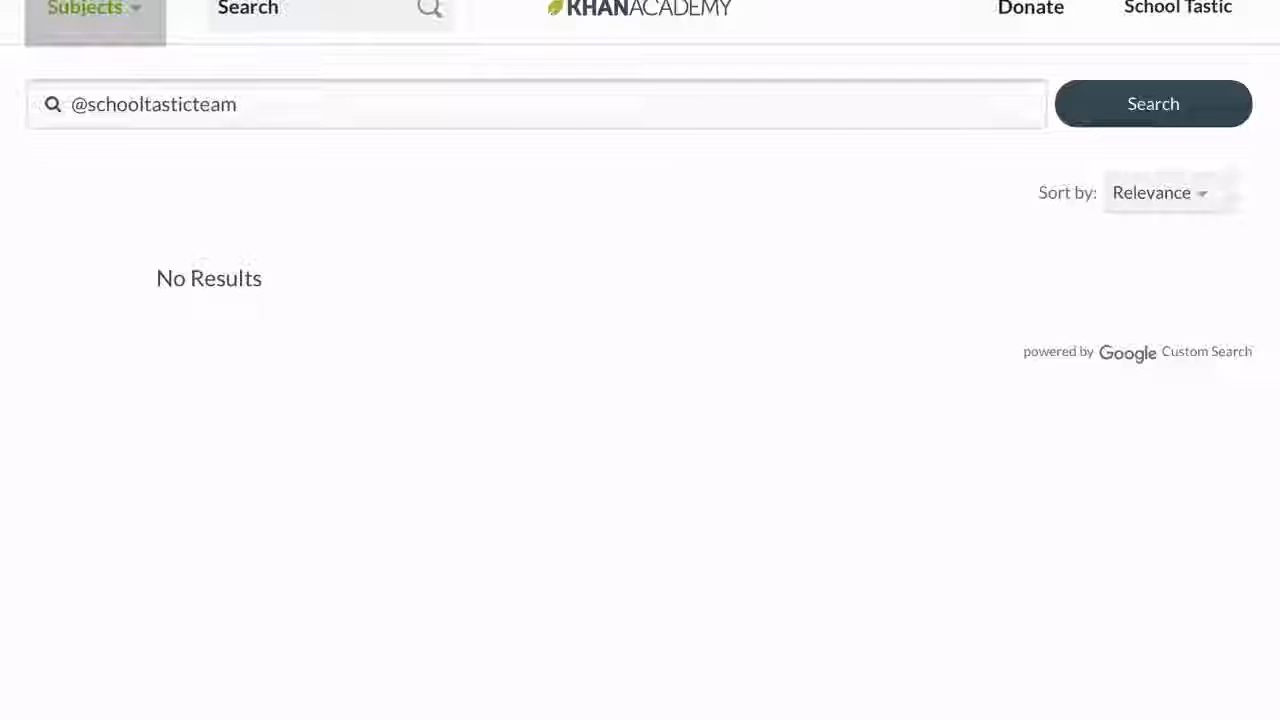 Subjects Search KHANACADEMY Donate School Tastic
@schooltasticteam Search
Sort by: Relevance
No Results
powered by Google Custom Search